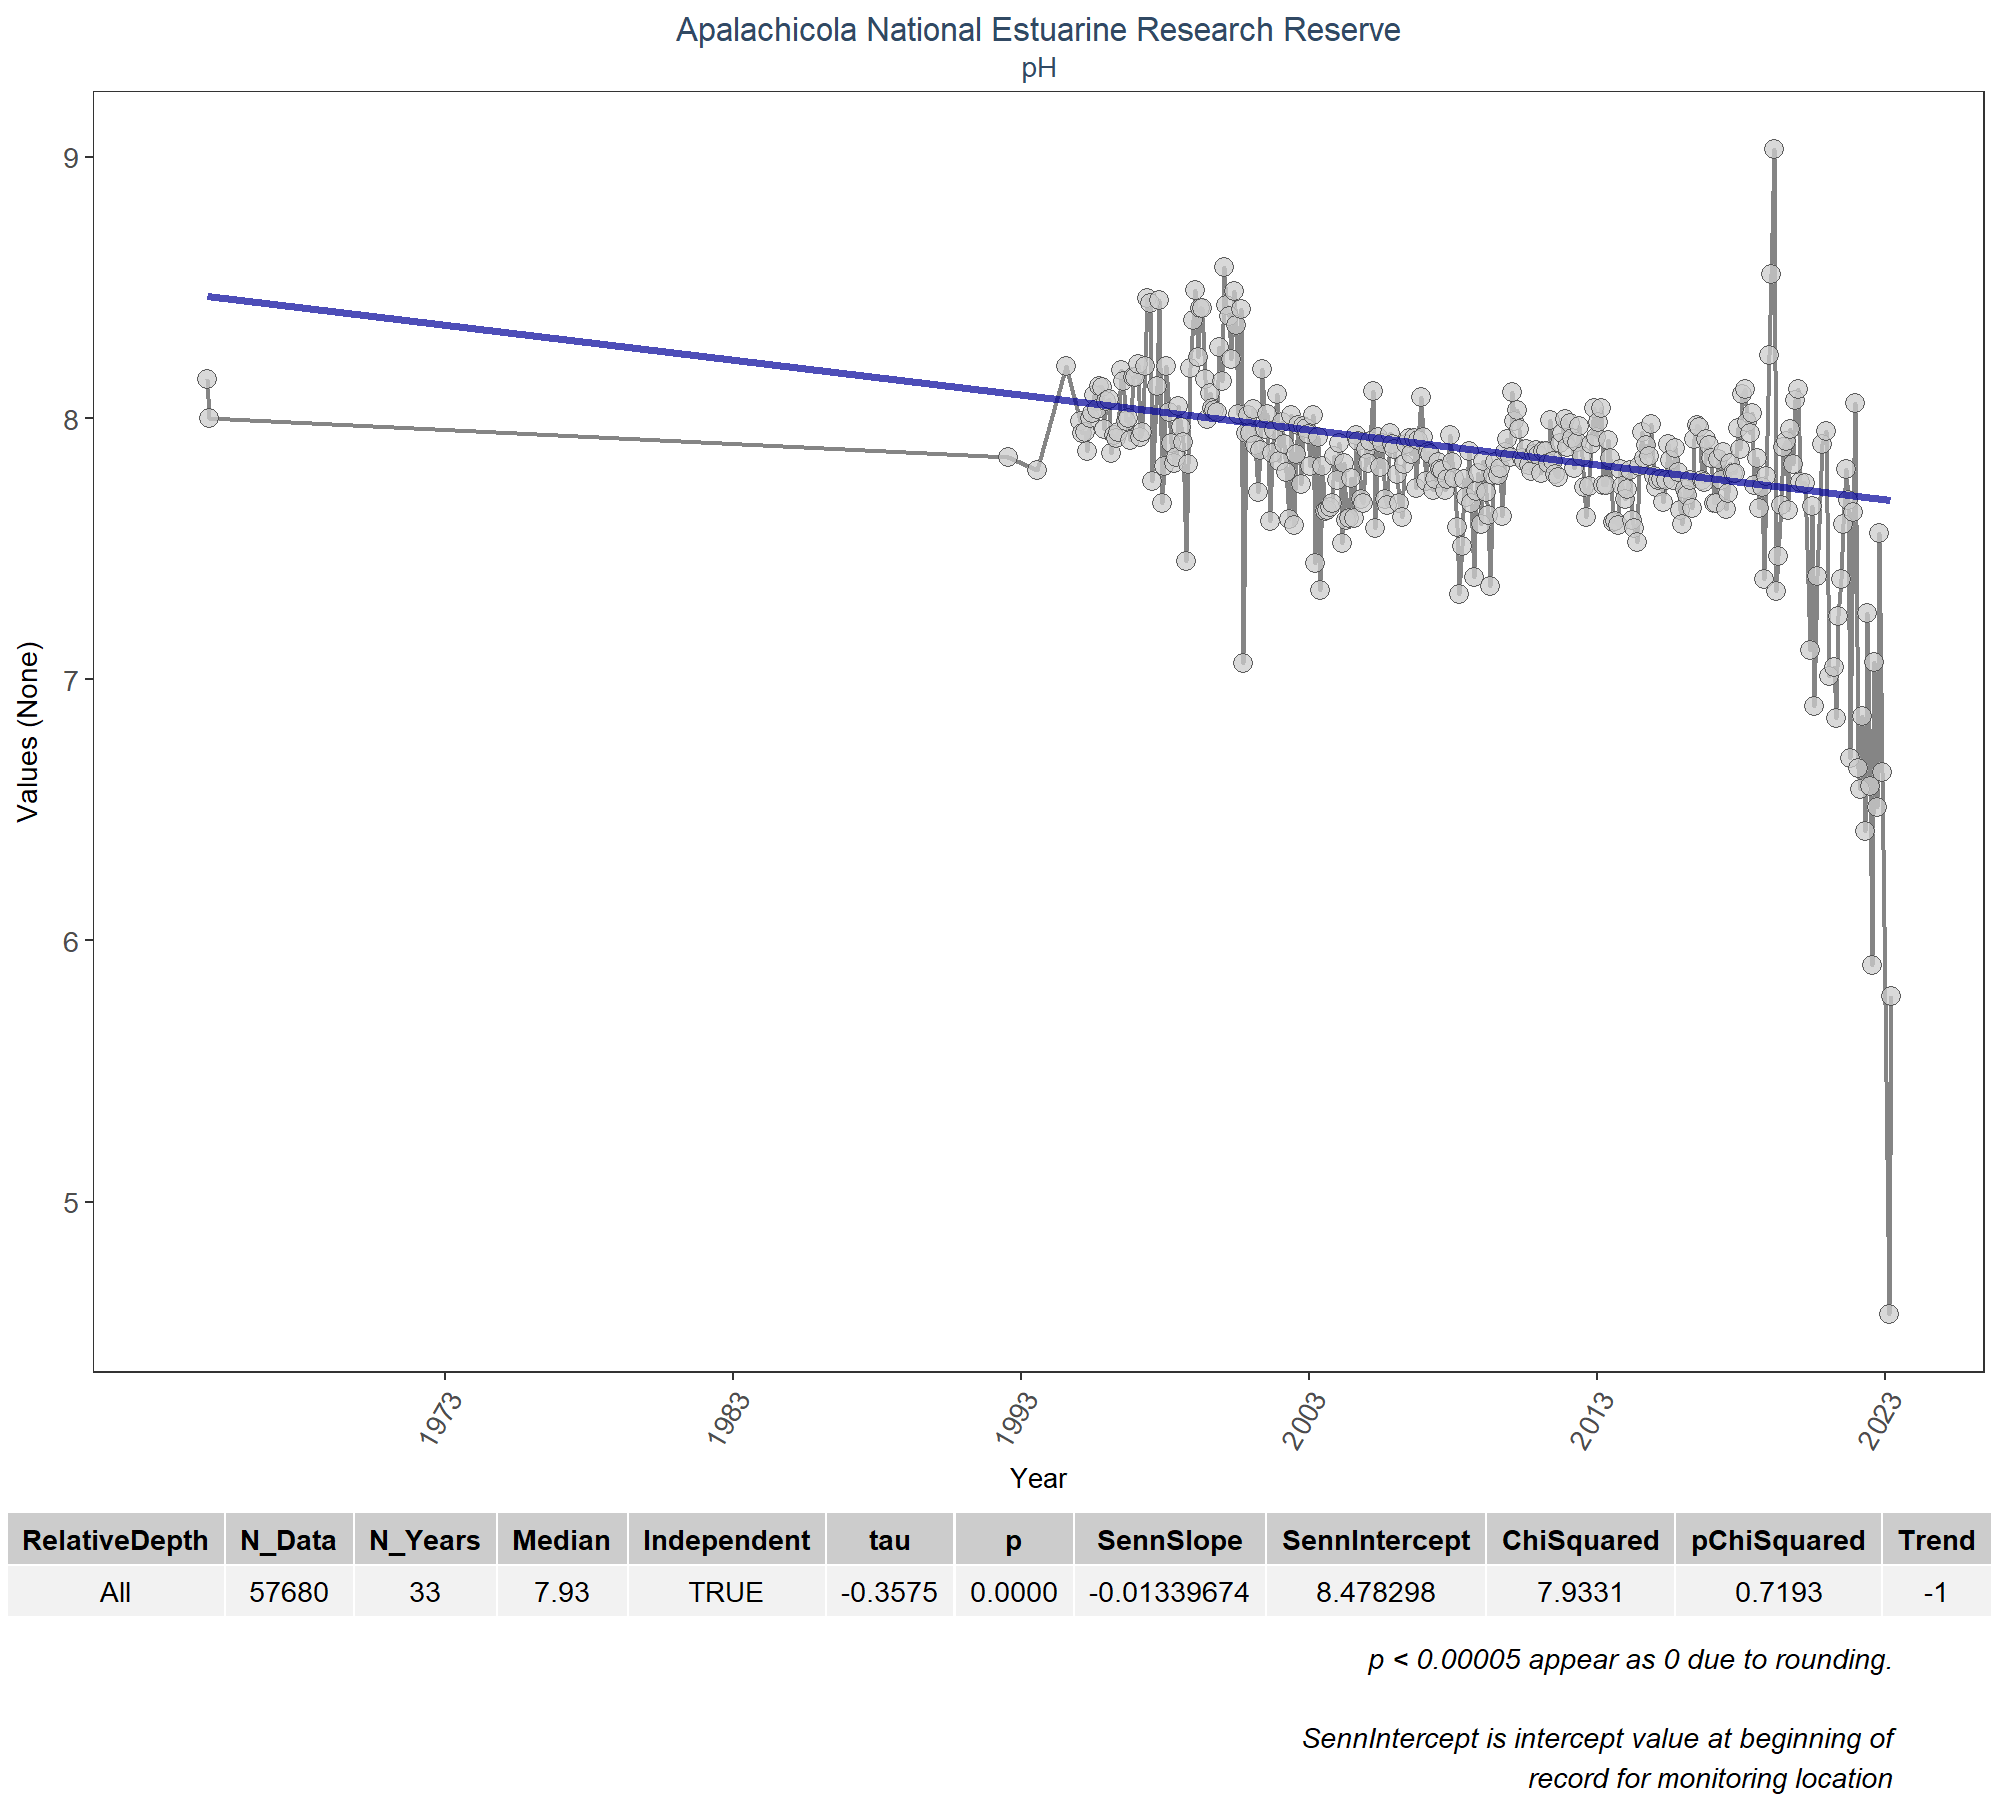 Apalachicola National Estuarine Research Reserve
pH
Values (None)
9
8
7
6
5
1973
1983
1993
2003
2013
2023
Year
RelativeDepth N_Data N_Years Median Independent tau p SennSlope SennIntercept ChiSquared pChiSquared Trend
All 57680 33 7.93 TRUE -0.3575 0.0000 -0.01339674 8.478298 7.9331 0.7193 -1
p < 0.00005 appear as 0 due to rounding.
SennIntercept is intercept value at beginning of
record for monitoring location